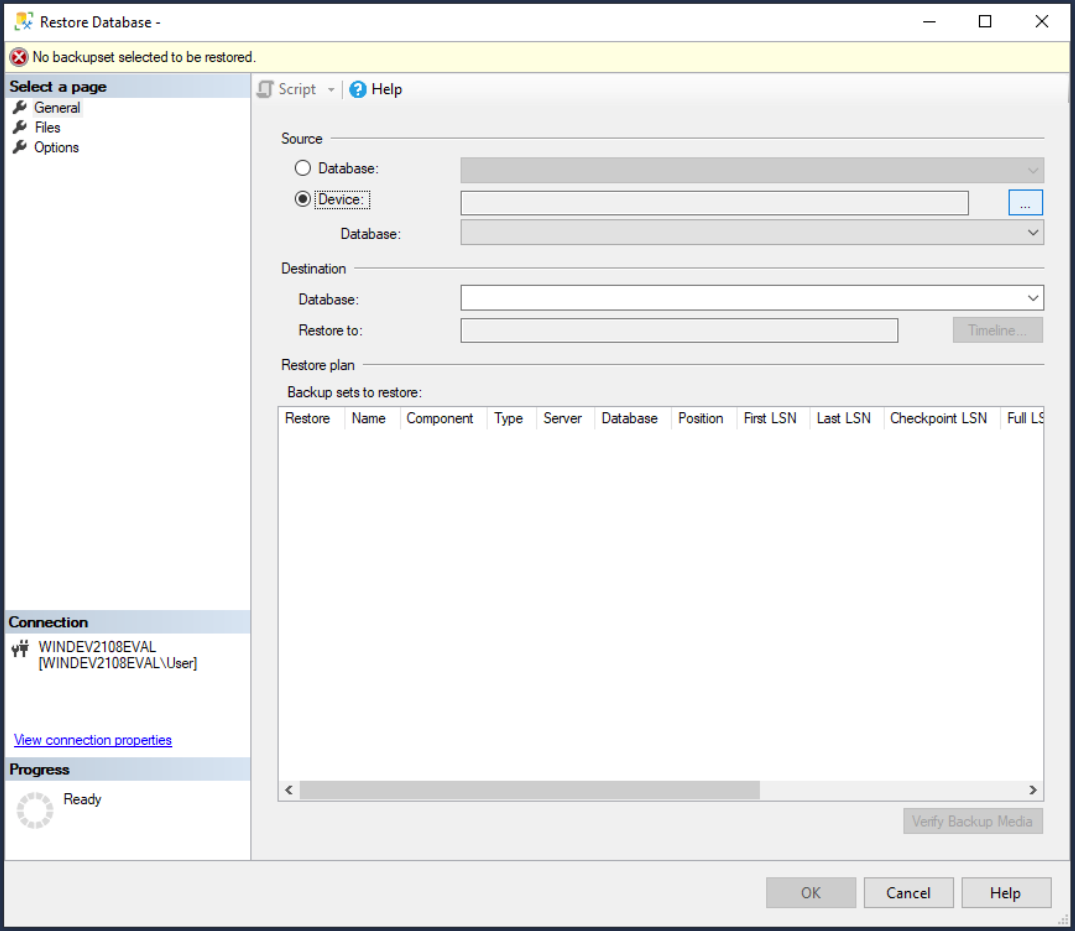 Restore Database -
No backupset selected to be restored.
Select a page
General
Files
Options
Script
Help
Source
Database:
Device:
...
Database:
Destination
Database:
Restore to:
Timeline...
Restore plan
Backup sets to restore:
Restore Name Component Type Server Database Position First LSN Last LSN Checkpoint LSN Full LS
Connection
WINDEV2108EVAL
[WINDEV2108EVAL\User]
View connection properties
Progress
Ready
Verify Backup Media
OK Cancel Help